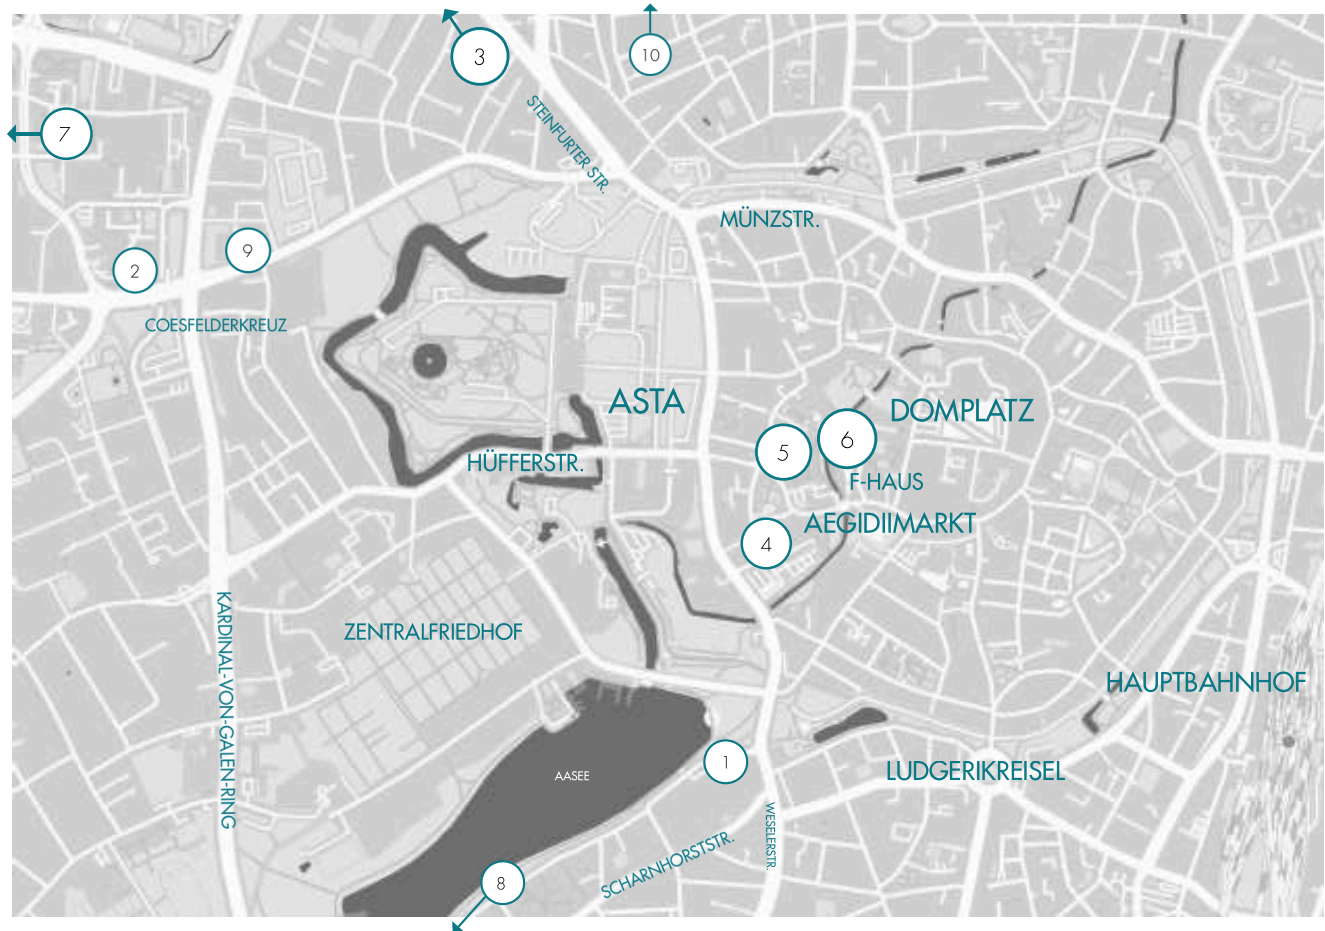 3
10
7
STEINFURTER STR.
MÜNZSTR.
9
2
COESFELDERKREUZ
ASTA
DOMPLATZ
6
5
HÜFFERSTR.
F-HAUS
AEGIDIIMARKT
4
KARDINAL-VON-GALEN-RING
ZENTRALFRIEDHOF
HAUPTBAHNHOF
1
AASEE
LUDGERIKREISEL
WESELERSTR.
SCHARNHORSTSTR.
8